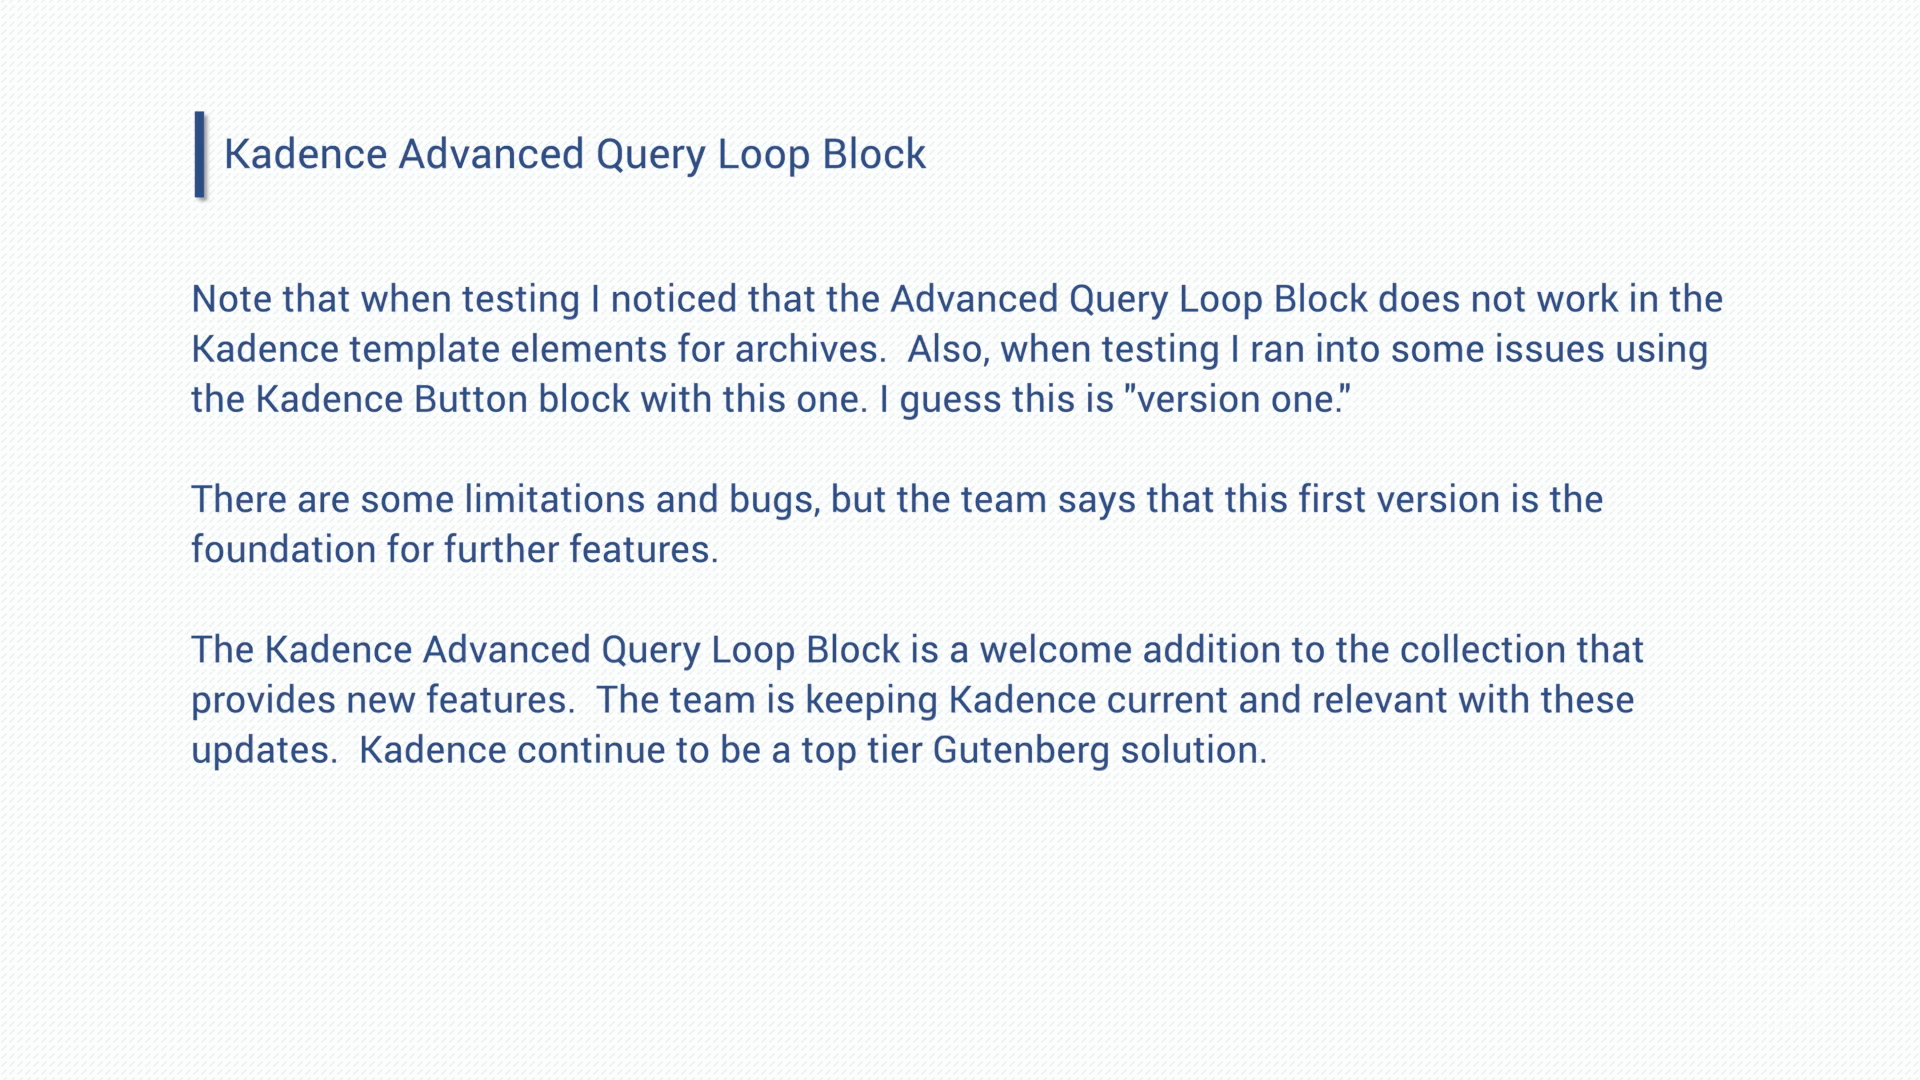 Kadence Advanced Query Loop Block
Note that when testing I noticed that the Advanced Query Loop Block does not work in the
Kadence template elements for archives.  Also, when testing I ran into some issues using
the Kadence Button block with this one. I guess this is "version one."
There are some limitations and bugs, but the team says that this first version is the
foundation for further features.
The Kadence Advanced Query Loop Block is a welcome addition to the collection that
provides new features.  The team is keeping Kadence current and relevant with these
updates.  Kadence continue to be a top tier Gutenberg solution.